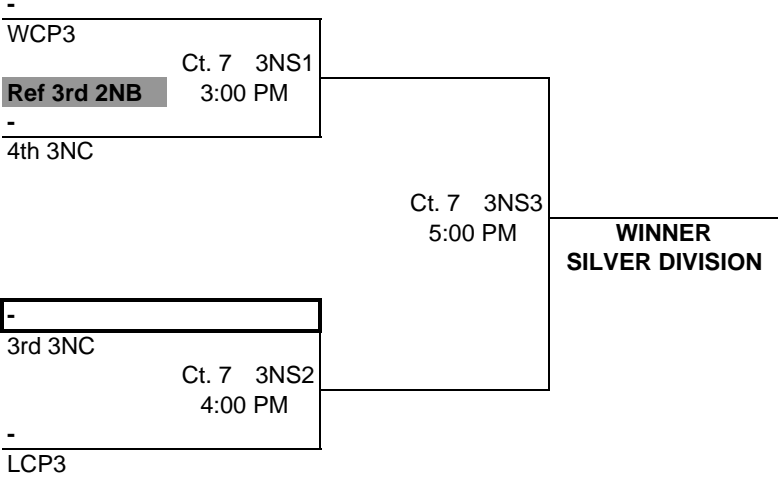 -
WCP3
Ct. 7 3NS1
Ref 3rd 2NB 3:00 PM
-
4th 3NC
Ct. 7 3NS3
5:00 PM WINNER
SILVER DIVISION
-
3rd 3NC
Ct. 7 3NS2
4:00 PM
-
LCP3